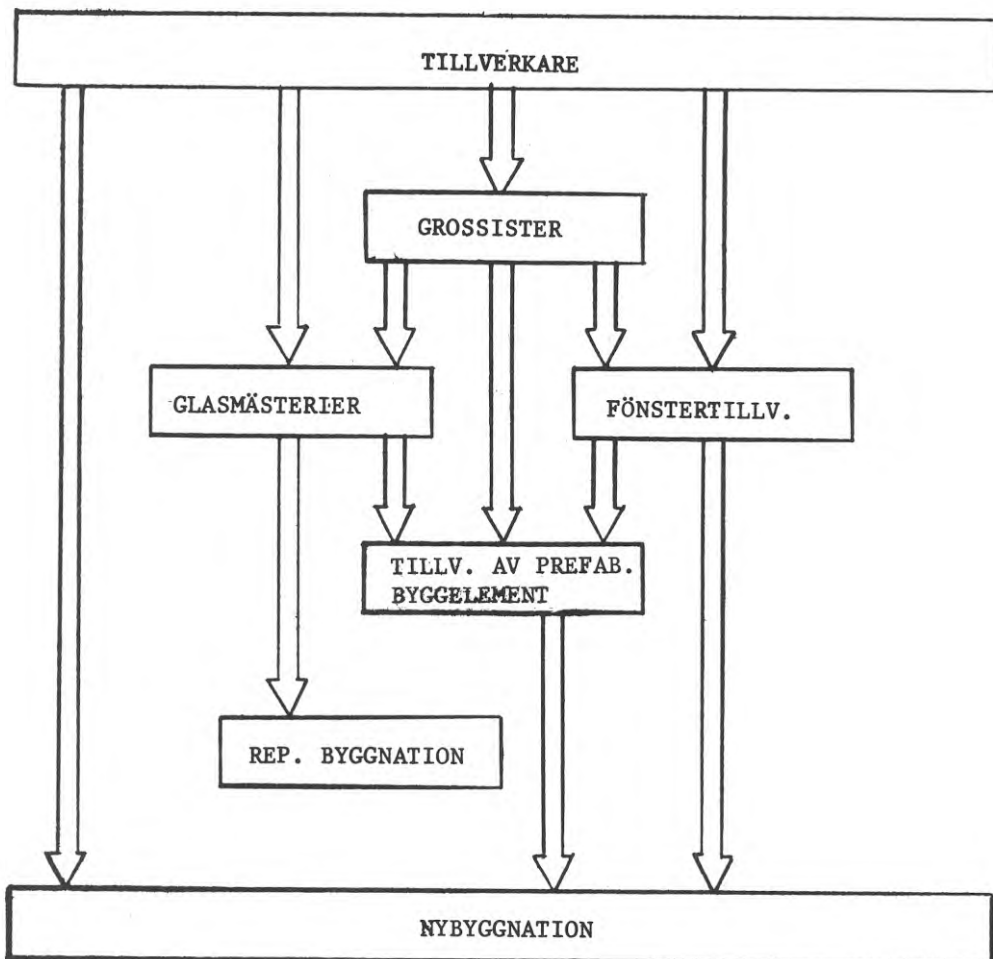 TILLVERKARE
GROSSISTER
GLASMÄSTERIER
FÖNSTERTILLV.
TILLV. AV PREFAB.
BYGGELEMENT
REP. BYGGNATION
NYBYGGNATION